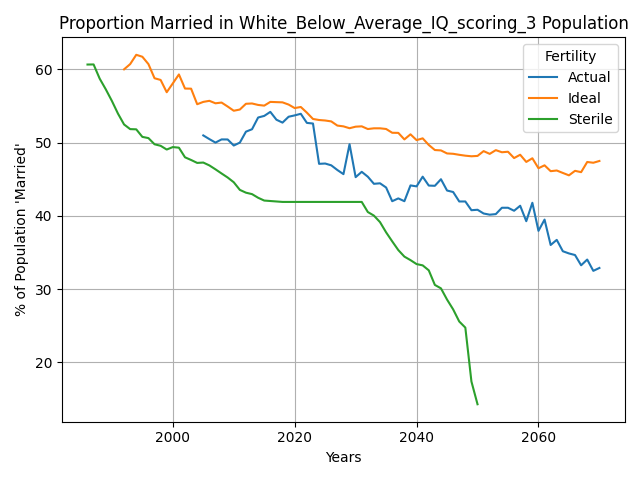 Proportion Married in White_Below_Average_IQ_scoring_3 Population
% of Population 'Married'
60
50
40
30
20
Fertility
Actual
Ideal
Sterile
2000 2020 2040 2060
Years